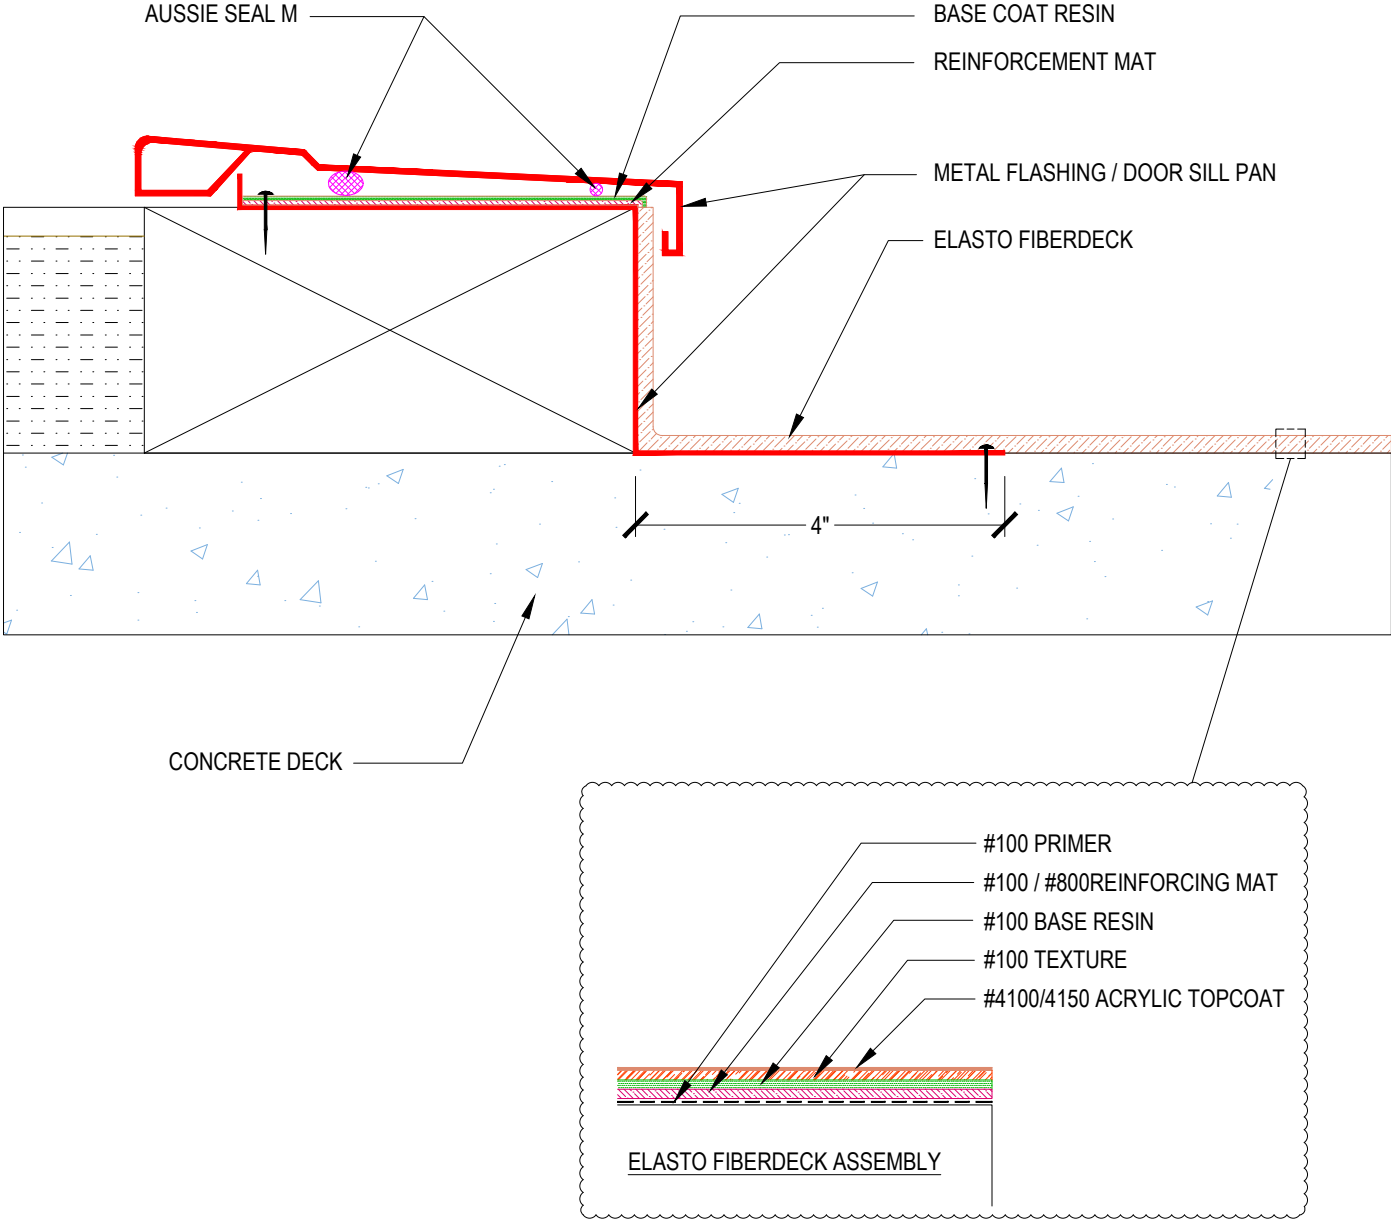 AUSSIE SEAL M
BASE COAT RESIN
REINFORCEMENT MAT
METAL FLASHING / DOOR SILL PAN
ELASTO FIBERDECK
4"
CONCRETE DECK
#100 PRIMER
#100 / #800REINFORCING MAT
#100 BASE RESIN
#100 TEXTURE
#4100/4150 ACRYLIC TOPCOAT
ELASTO FIBERDECK ASSEMBLY